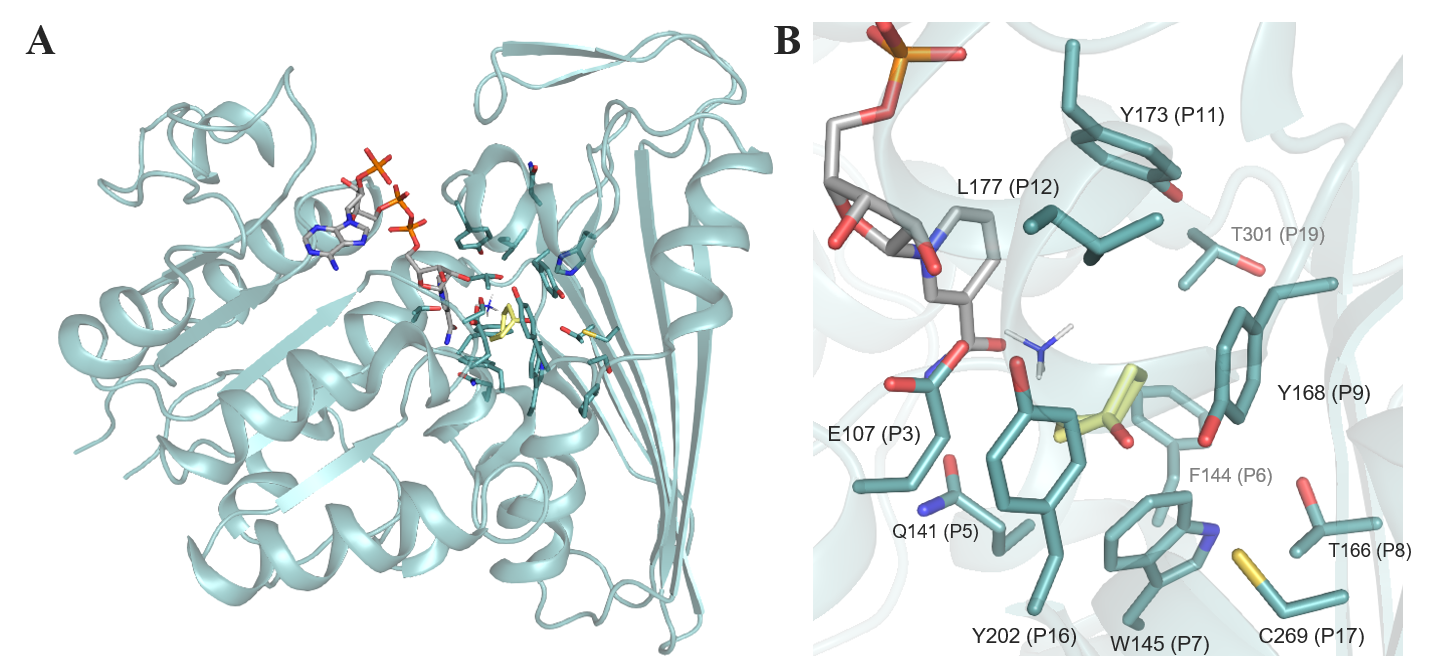 A
B
Y173 (P11)
L177 (P12)
T301 (P19)
Y168 (P9)
E107 (P3)
F144 (P6)
Q141 (P5)
T166 (P8)
Y202 (P16)
W145 (P7)
C269 (P17)